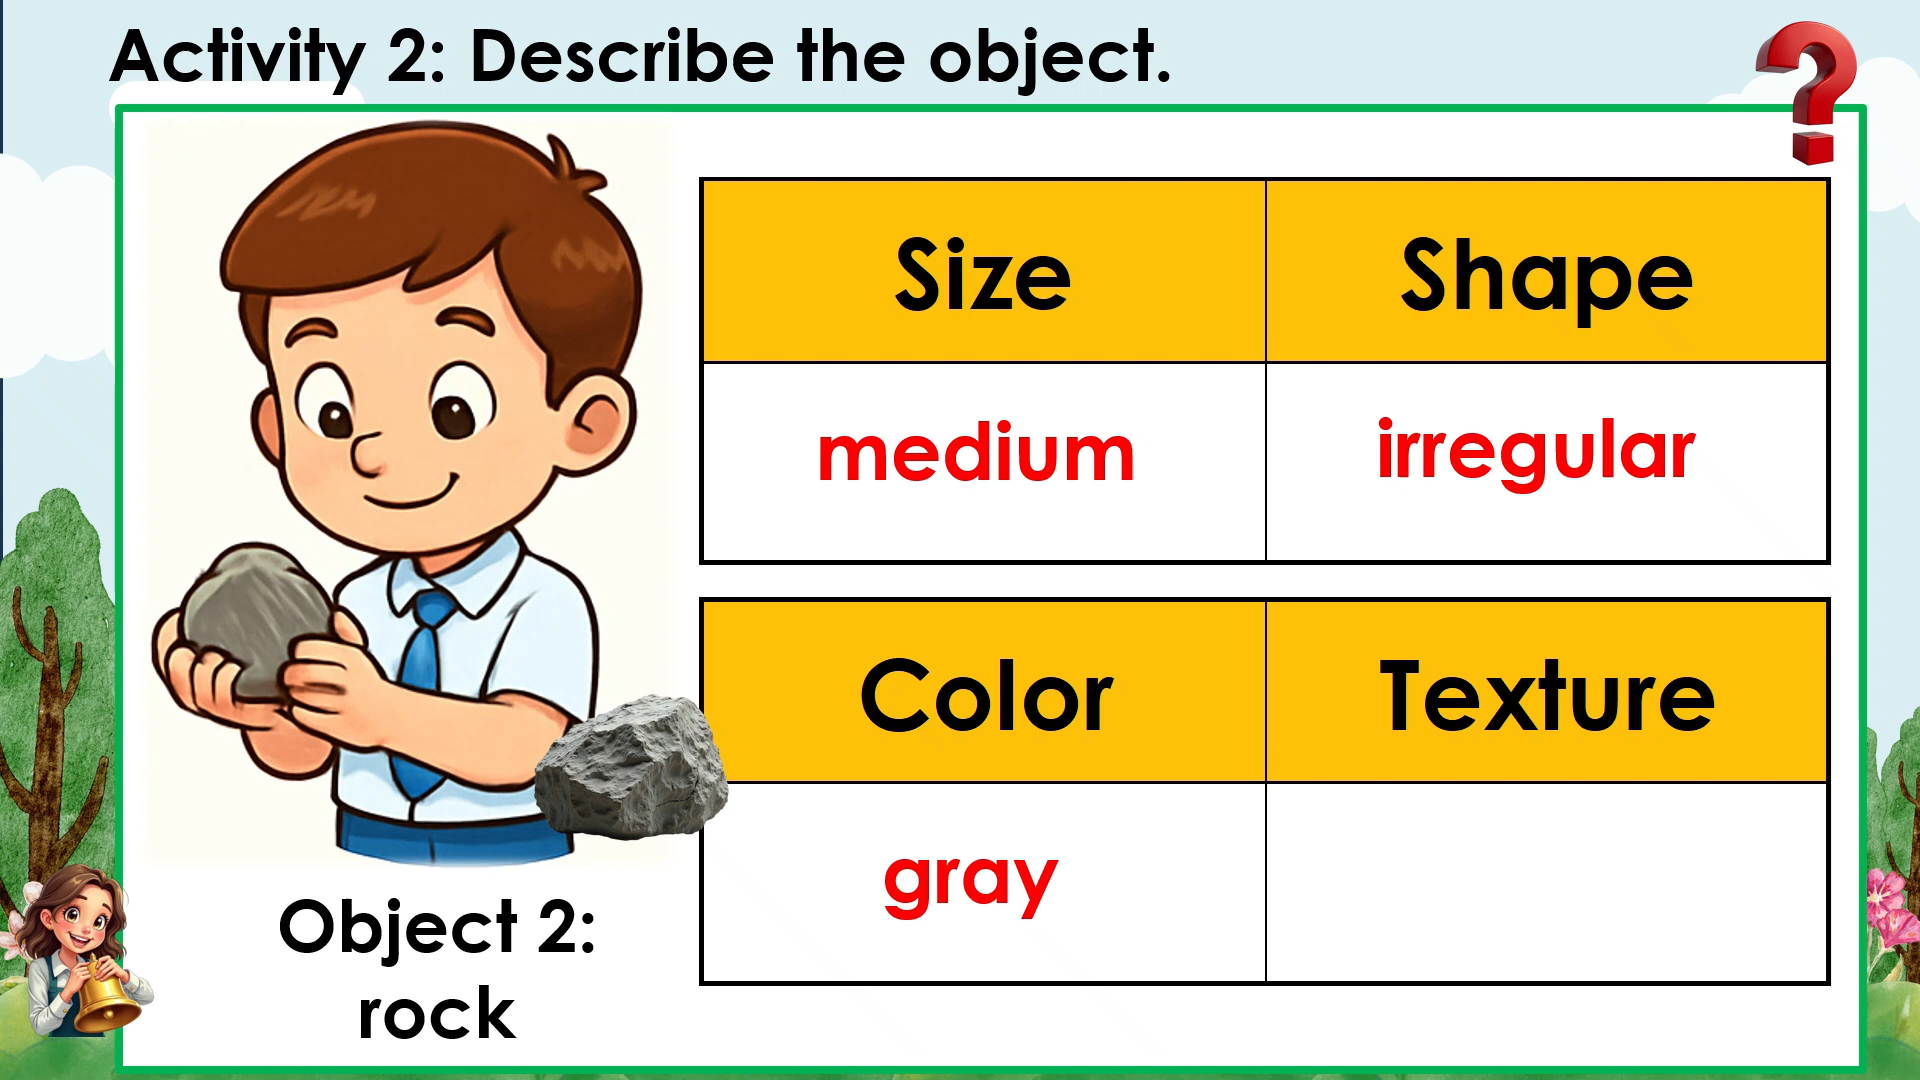 Activity 2: Describe the object.
Size
Shape
medium
irregular
Color
Texture
gray
Object 2:
rock